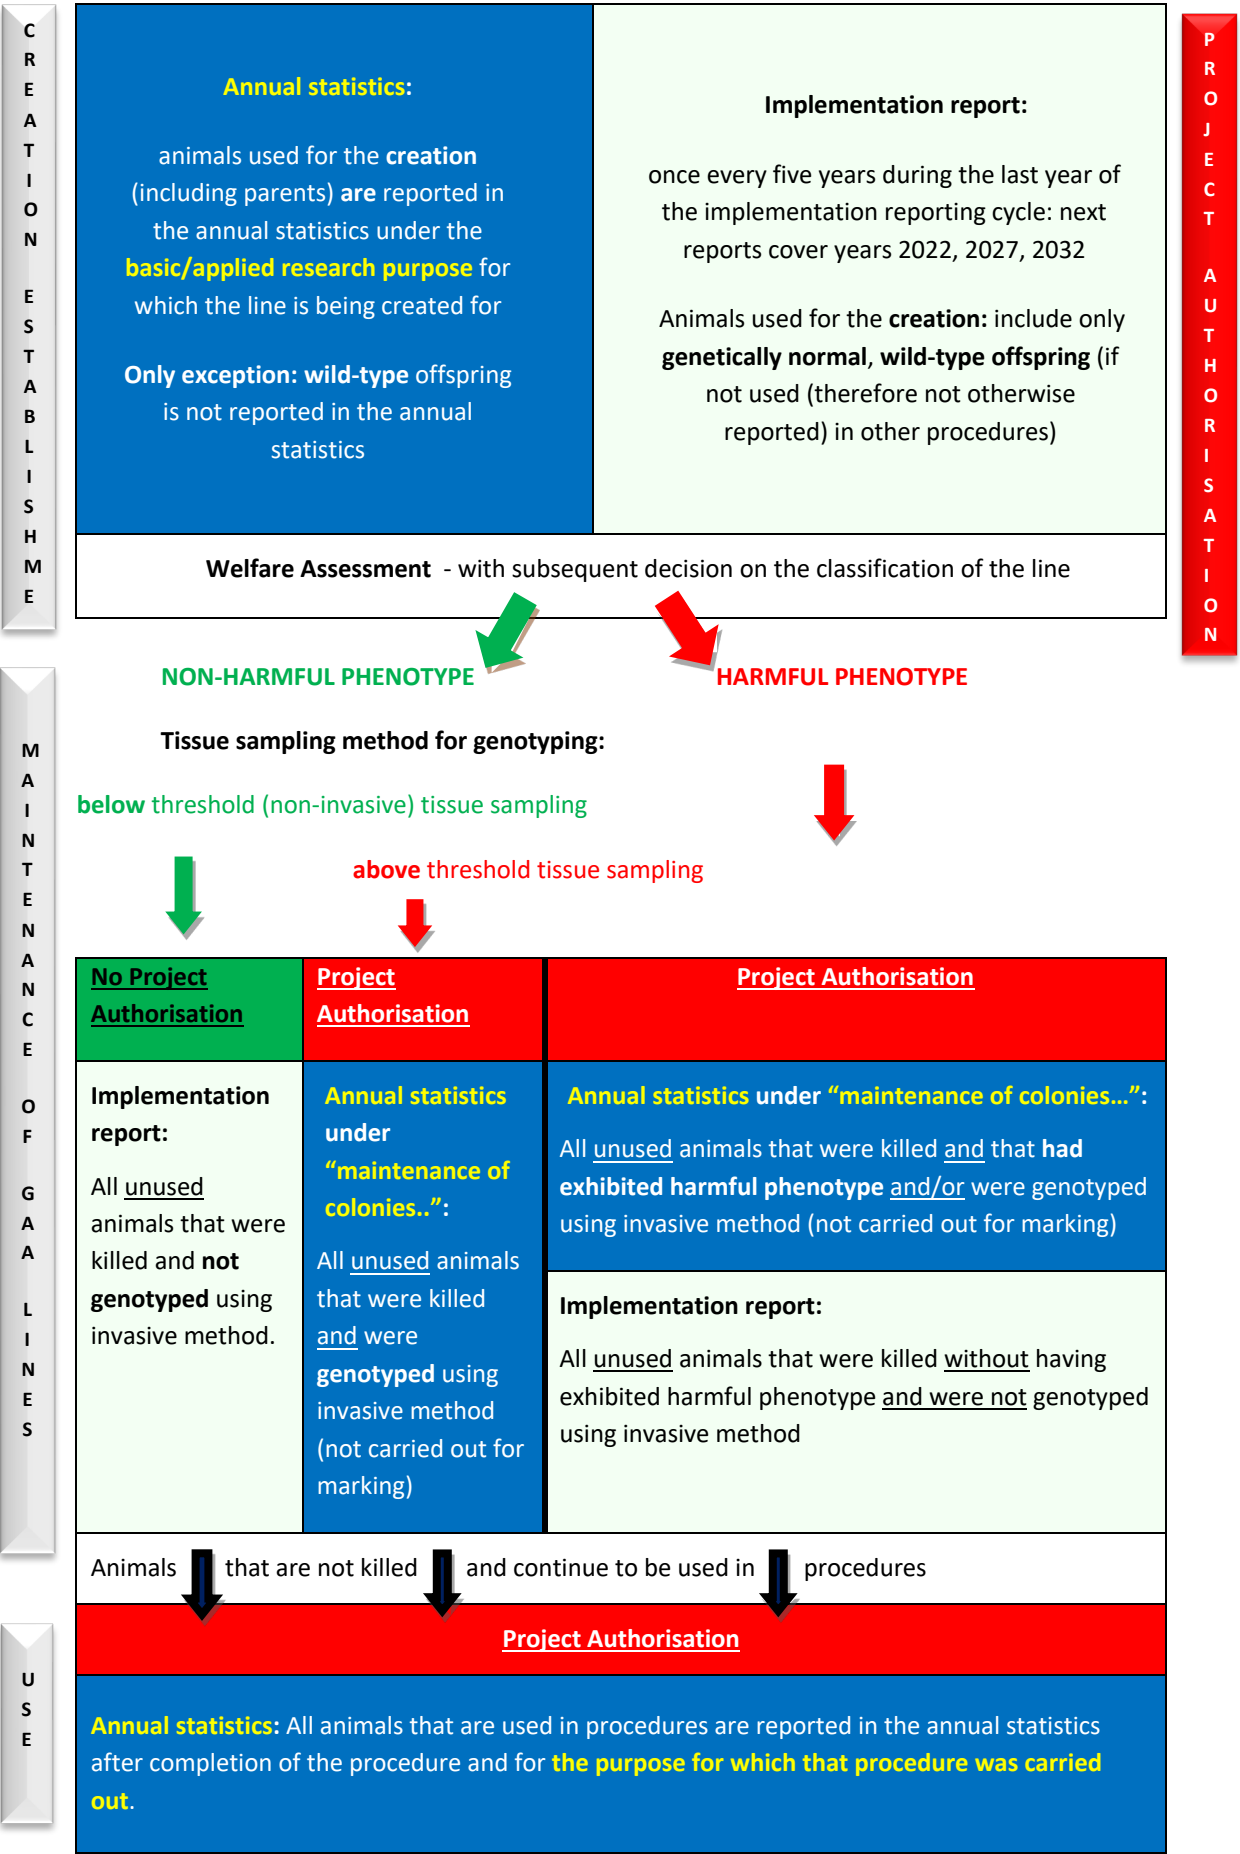 CREATION ESTABLISHME
Annual statistics:
animals used for the creation
(including parents) are reported in
the annual statistics under the
basic/applied research purpose for
which the line is being created for
Only exception: wild-type offspring
is not reported in the annual
statistics
Implementation report:
once every five years during the last year of
the implementation reporting cycle: next
reports cover years 2022, 2027, 2032
Animals used for the creation: include only
genetically normal, wild-type offspring (if
not used (therefore not otherwise
reported) in other procedures)
PROJECT AUTHORISATION
Welfare Assessment - with subsequent decision on the classification of the line
NON-HARMFUL PHENOTYPE
HARMFUL PHENOTYPE
MAINTENANCE OF GAA LINES
Tissue sampling method for genotyping:
below threshold (non-invasive) tissue sampling
above threshold tissue sampling
No Project
Authorisation
Implementation
report:
All unused
animals that were
killed and not
genotyped using
invasive method.
Project
Authorisation
Annual statistics
under
“maintenance of
colonies..”:
All unused animals
that were killed
and were
genotyped using
invasive method
(not carried out for
marking)
Project Authorisation
Annual statistics under “maintenance of colonies…”:
All unused animals that were killed and that had
exhibited harmful phenotype and/or were genotyped
using invasive method (not carried out for marking)
Implementation report:
All unused animals that were killed without having
exhibited harmful phenotype and were not genotyped
using invasive method
Animals that are not killed and continue to be used in procedures
USE
Project Authorisation
Annual statistics: All animals that are used in procedures are reported in the annual statistics
after completion of the procedure and for the purpose for which that procedure was carried
out.